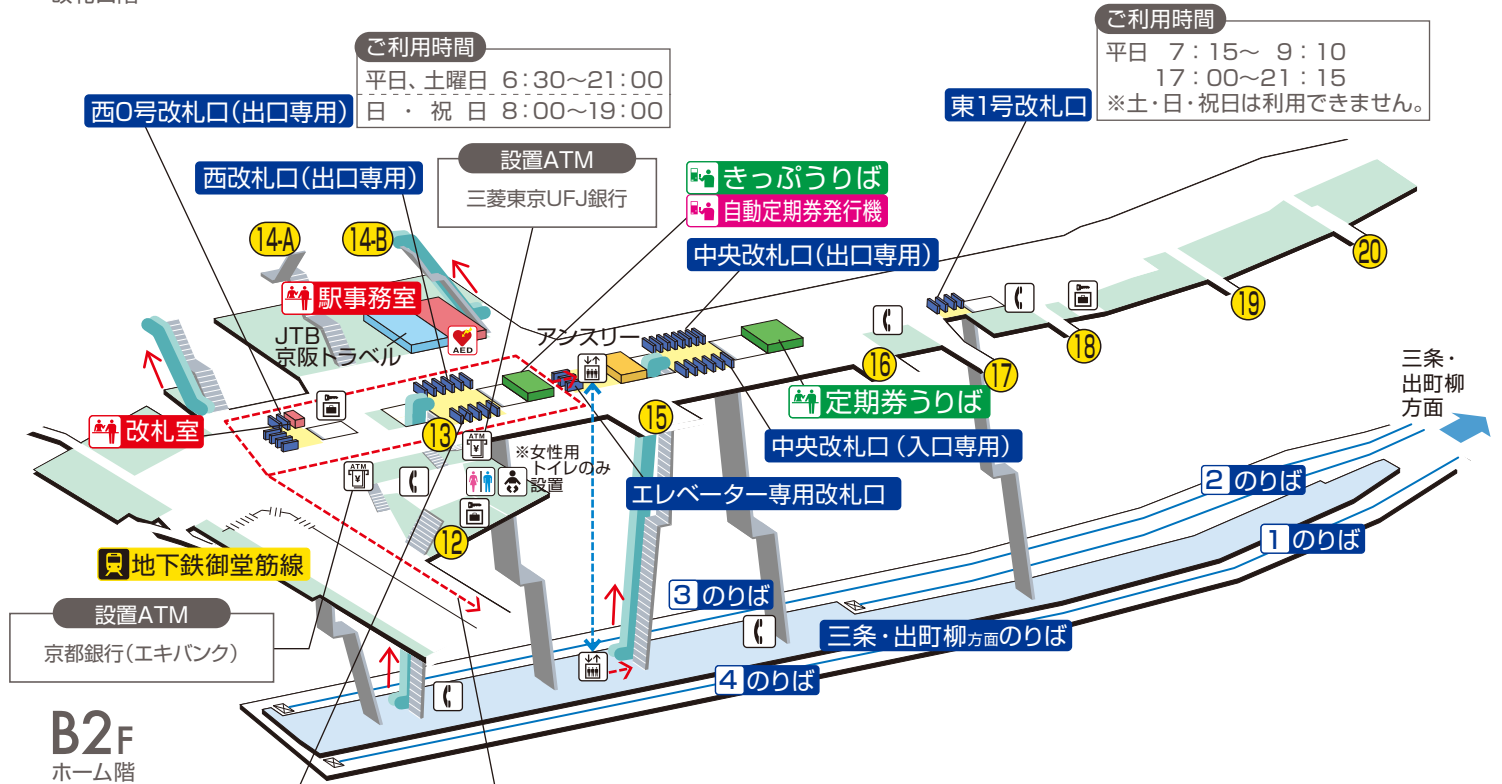 ご利用時間
平日、土曜日 6:30～21:00
日・祝日 8:00～19:00
ご利用時間
平日 7:15～ 9:10
17:00～21:15
※土・日・祝日は利用できません。
西0号改札口(出口専用)
東1号改札口
設置ATM
三菱東京UFJ銀行
西改札口(出口専用)
きっぷうりば
自動定期券発行機
14-A
14-B
中央改札口(出口専用)
20
19
駅事務室
JTB
京阪トラベル
AED
アンスリー
18
17
16
三条・
出町柳
方面
定期券うりば
改札室
13
15
中央改札口(入口専用)
ATM
¥
※女性用
トイレのみ
設置
ATM
¥
エレベーター専用改札口
2 のりば
12
1 のりば
地下鉄御堂筋線
3 のりば
設置ATM
京都銀行(エキバンク)
三条・出町柳方面のりば
4 のりば
B2F
ホーム階